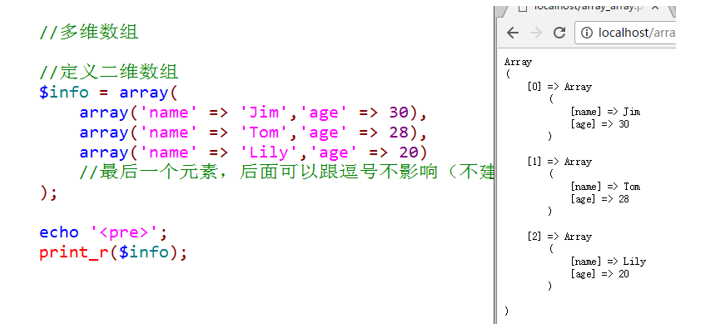 //多维数组
//定义二维数组
$info = array(
array('name' => 'Jim','age' => 30),
array('name' => 'Tom','age' => 28),
array('name' => 'Lily','age' => 20)
//最后一个元素，后面可以跟逗号不影响（不建
);
echo '<pre>';
print_r($info);
localhost/array_array.p
localhost/arra
Array
(
[0] => Array
(
[name] => Jim
[age] => 30
)
[1] => Array
(
[name] => Tom
[age] => 28
)
[2] => Array
(
[name] => Lily
[age] => 20
)
)